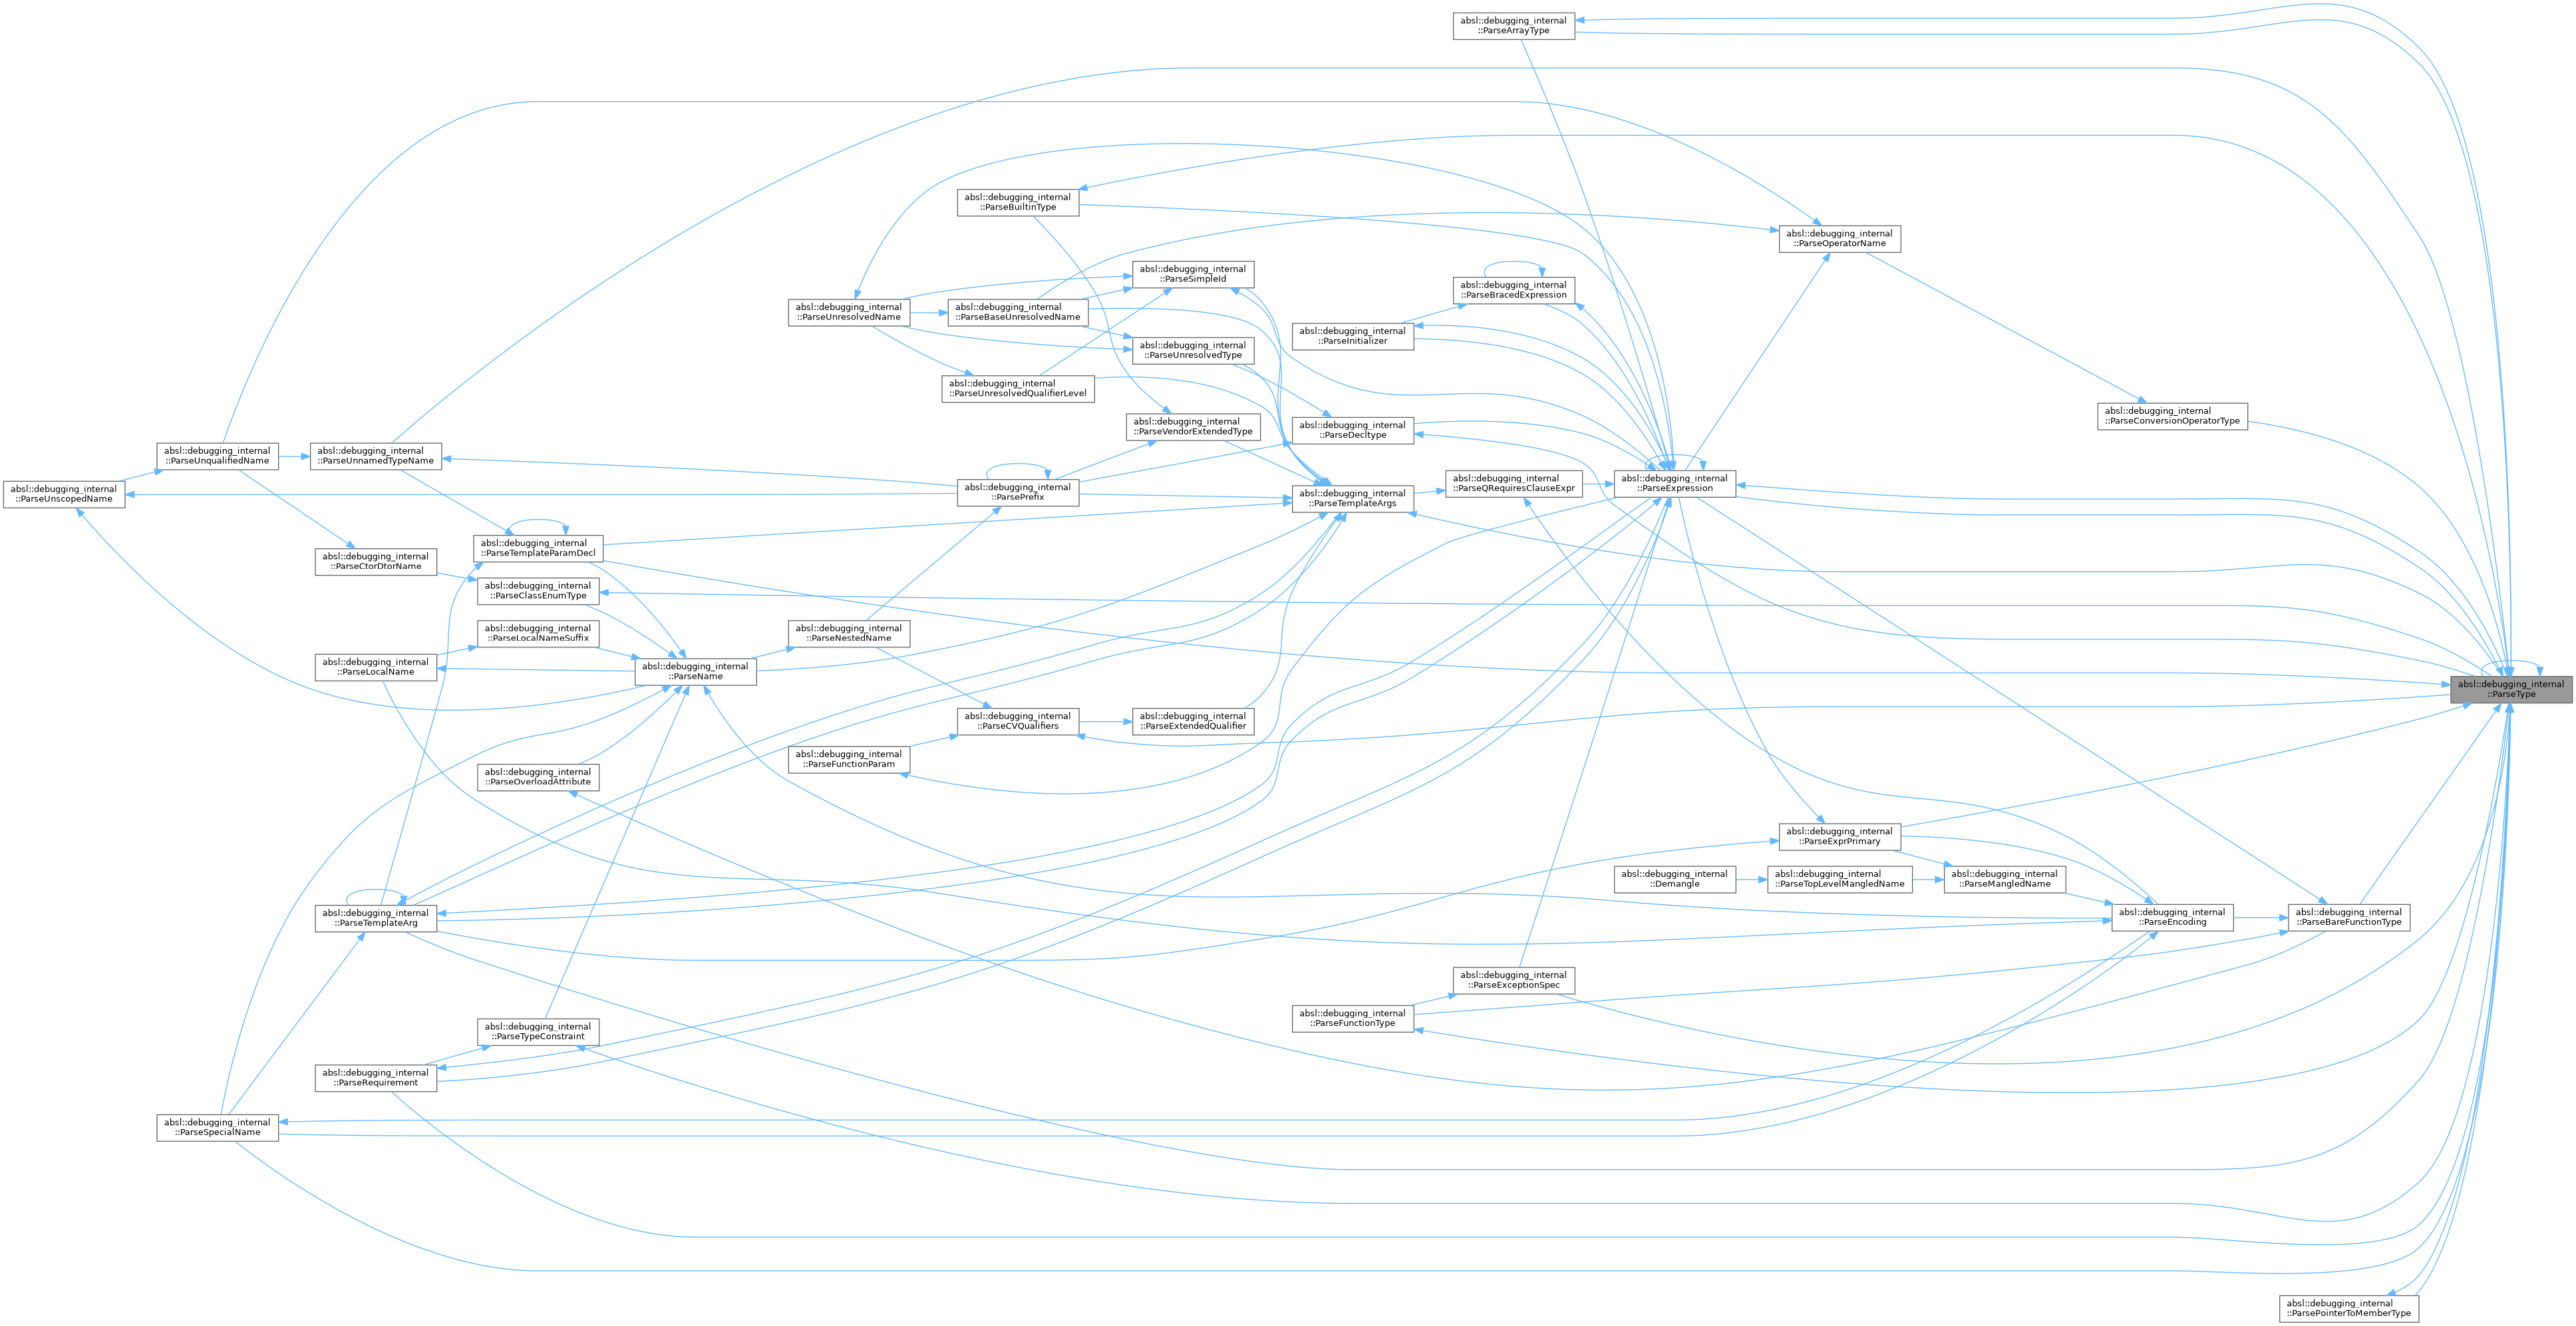 absl::debugging_internal
::ParseArrayType
absl::debugging_internal
::ParseBuiltinType
absl::debugging_internal
::ParseOperatorName
absl::debugging_internal
::ParseSimpleId
absl::debugging_internal
::ParseBracedExpression
absl::debugging_internal
::ParseUnresolvedName
absl::debugging_internal
::ParseBaseUnresolvedName
absl::debugging_internal
::ParseInitializer
absl::debugging_internal
::ParseUnresolvedType
absl::debugging_internal
::ParseUnresolvedQualifierLevel
absl::debugging_internal
::ParseConversionOperatorType
absl::debugging_internal
::ParseVendorExtendedType
absl::debugging_internal
::ParseDecltype
absl::debugging_internal
::ParseUnqualifiedName
absl::debugging_internal
::ParseUnnamedTypeName
absl::debugging_internal
::ParseQRequiresClauseExpr
absl::debugging_internal
::ParseExpression
absl::debugging_internal
::ParseUnscopedName
absl::debugging_internal
::ParsePrefix
absl::debugging_internal
::ParseTemplateArgs
absl::debugging_internal
::ParseTemplateParamDecl
absl::debugging_internal
::ParseCtorDtorName
absl::debugging_internal
::ParseClassEnumType
absl::debugging_internal
::ParseLocalNameSuffix
absl::debugging_internal
::ParseNestedName
absl::debugging_internal
::ParseLocalName
absl::debugging_internal
::ParseName
absl::debugging_internal
::ParseType
absl::debugging_internal
::ParseCVQualifiers
absl::debugging_internal
::ParseExtendedQualifier
absl::debugging_internal
::ParseFunctionParam
absl::debugging_internal
::ParseOverloadAttribute
absl::debugging_internal
::ParseExprPrimary
absl::debugging_internal
::Demangle
absl::debugging_internal
::ParseTopLevelMangledName
absl::debugging_internal
::ParseMangledName
absl::debugging_internal
::ParseTemplateArg
absl::debugging_internal
::ParseEncoding
absl::debugging_internal
::ParseBareFunctionType
absl::debugging_internal
::ParseExceptionSpec
absl::debugging_internal
::ParseFunctionType
absl::debugging_internal
::ParseTypeConstraint
absl::debugging_internal
::ParseRequirement
absl::debugging_internal
::ParseSpecialName
absl::debugging_internal
::ParsePointerToMemberType